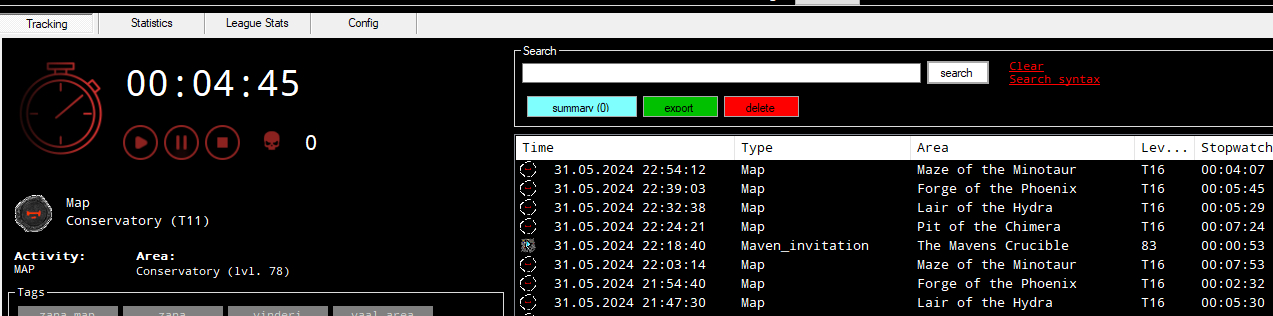 Tracking Statistics League Stats Config
00:04:45
0
Map
Conservatory (T11)
Activity: Area:
MAP Conservatory (lvl. 78)
Tags
zana map zana vinderi vaal area
Search
search
Clear
Search syntax
summary (0) export delete
Time Type Area Lev... Stopwatch
31.05.2024 22:54:12 Map Maze of the Minotaur T16 00:04:07
31.05.2024 22:39:03 Map Forge of the Phoenix T16 00:05:45
31.05.2024 22:32:38 Map Lair of the Hydra T16 00:05:29
31.05.2024 22:24:21 Map Pit of the Chimera T16 00:07:24
31.05.2024 22:18:40 Maven_invitation The Mavens Crucible 83 00:00:53
31.05.2024 22:03:14 Map Maze of the Minotaur T16 00:07:53
31.05.2024 21:54:40 Map Forge of the Phoenix T16 00:02:32
31.05.2024 21:47:30 Map Lair of the Hydra T16 00:05:30